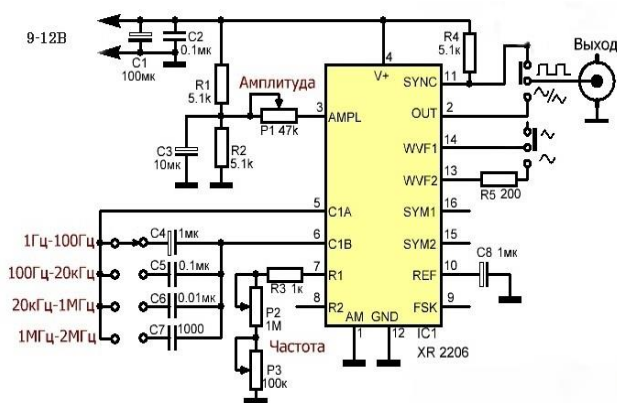 9-12В
C1
100мк
C2
0.1мк
R1
5.1k
Амплитуда
P1 47k
C3
10мк
R2
5.1k
R4
5.1k
Выход
4
V+
11
SYNC
3
AMPL
OUT
2
WVF1
14
WVF2
13
R5 200
5
C1A
SYM1
16
6
C1B
SYM2
15
7
R1
REF
10
C8 1мк
8
R2
FSK
9
AM GND
1
12
IC1
XR 2206
1Гц-100Гц
C4
1мк
100Гц-20кГц
C5
0.1мк
20кГц-1МГц
C6
0.01мк
1МГц-2МГц
C7
1000
R3 1к
P2
1M
Частота
P3
100к